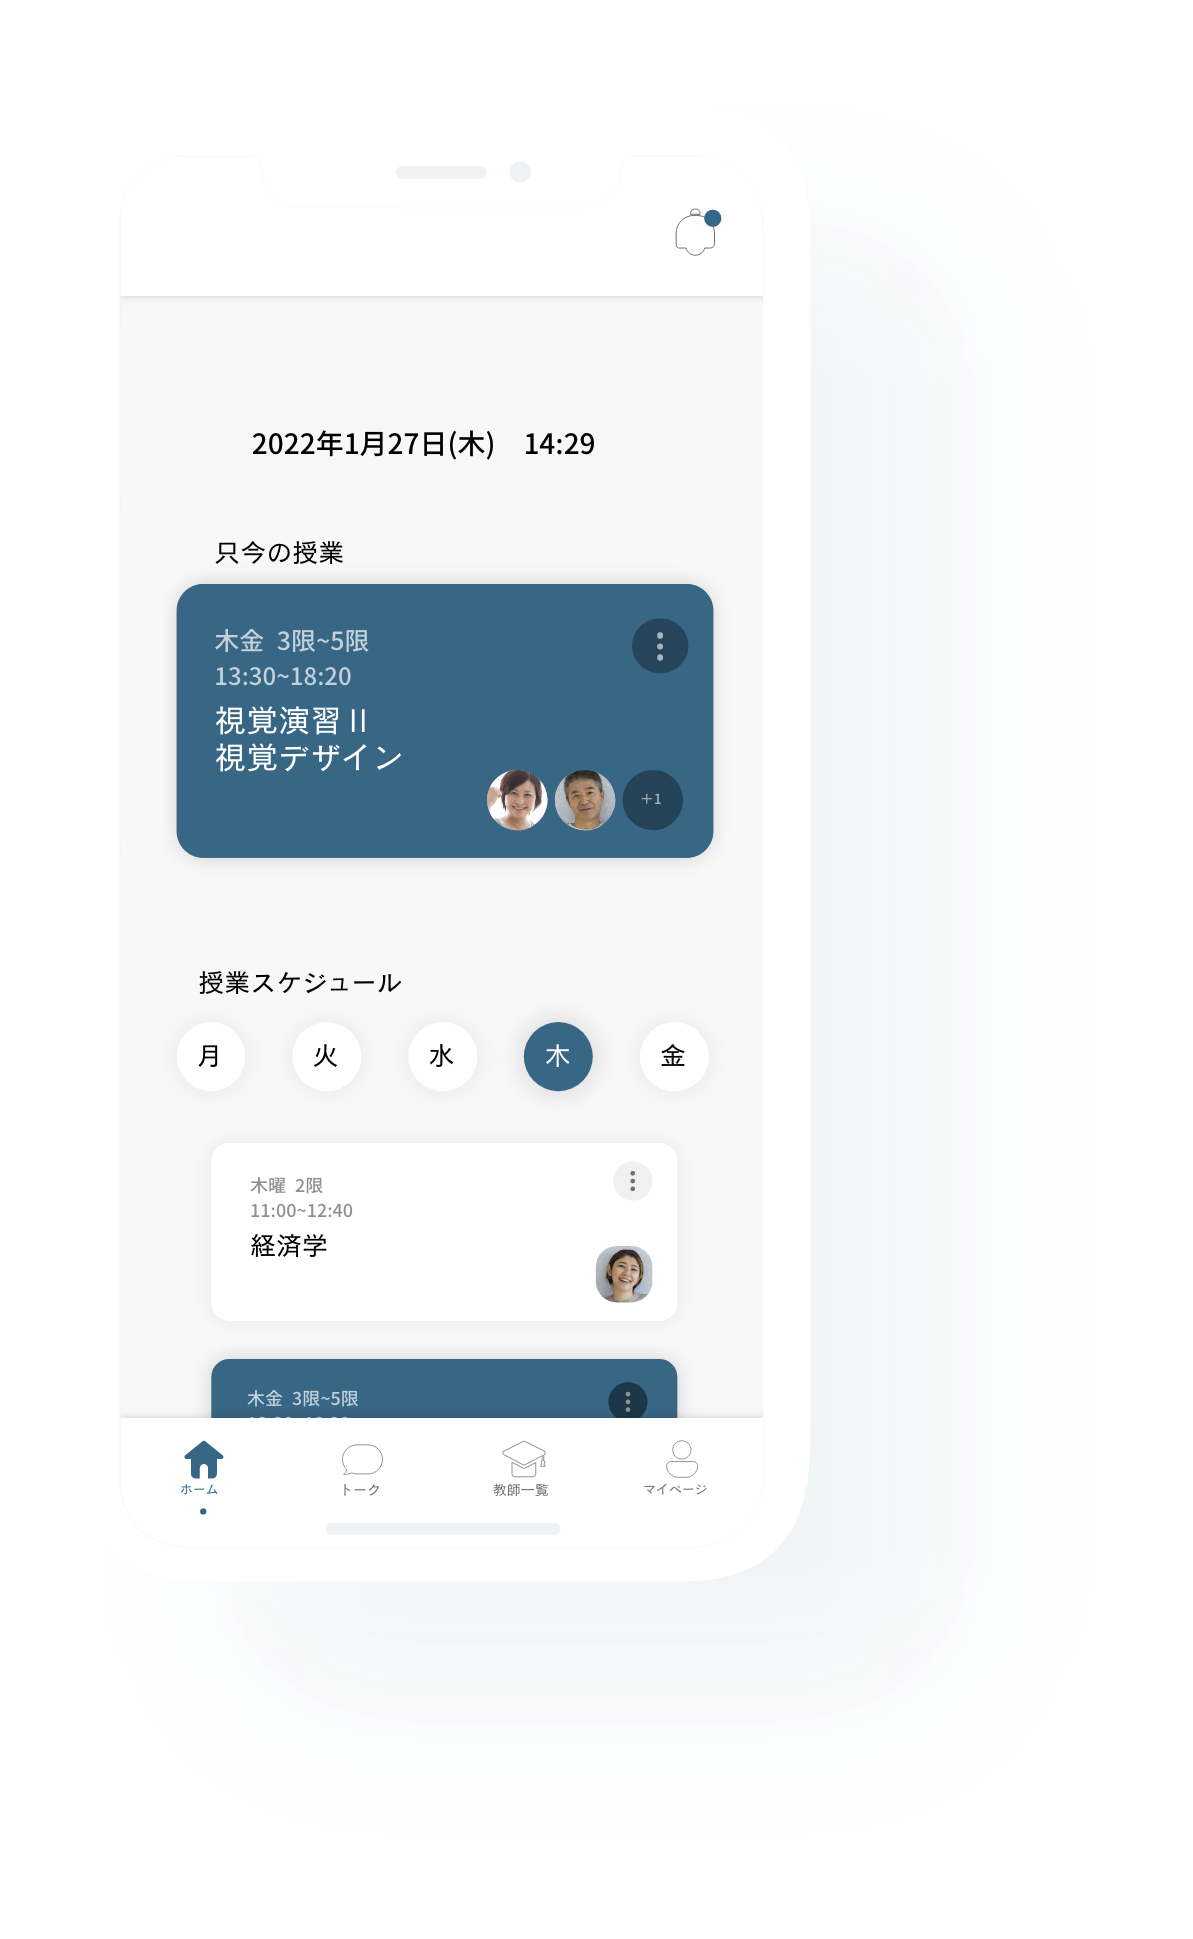 2022年1月27日(木) 14:29
只今の授業
木金 3限~5限
13:30~18:20
視覚演習Ⅱ
視覚デザイン
+1
授業スケジュール
月 火 水 木 金
木曜 2限
11:00~12:40
経済学
木金 3限~5限
ホーム トーク 教師一覧 マイページ